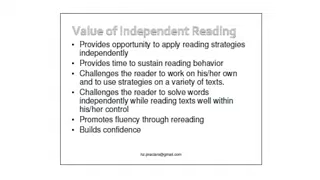 Value of Independent Reading
• Provides opportunity to apply reading strategies
independently
• Provides time to sustain reading behavior
• Challenges the reader to work on his/her own
and to use strategies on a variety of texts.
• Challenges the reader to solve words
independently while reading texts well within
his/her control
• Promotes fluency through rereading
• Builds confidence